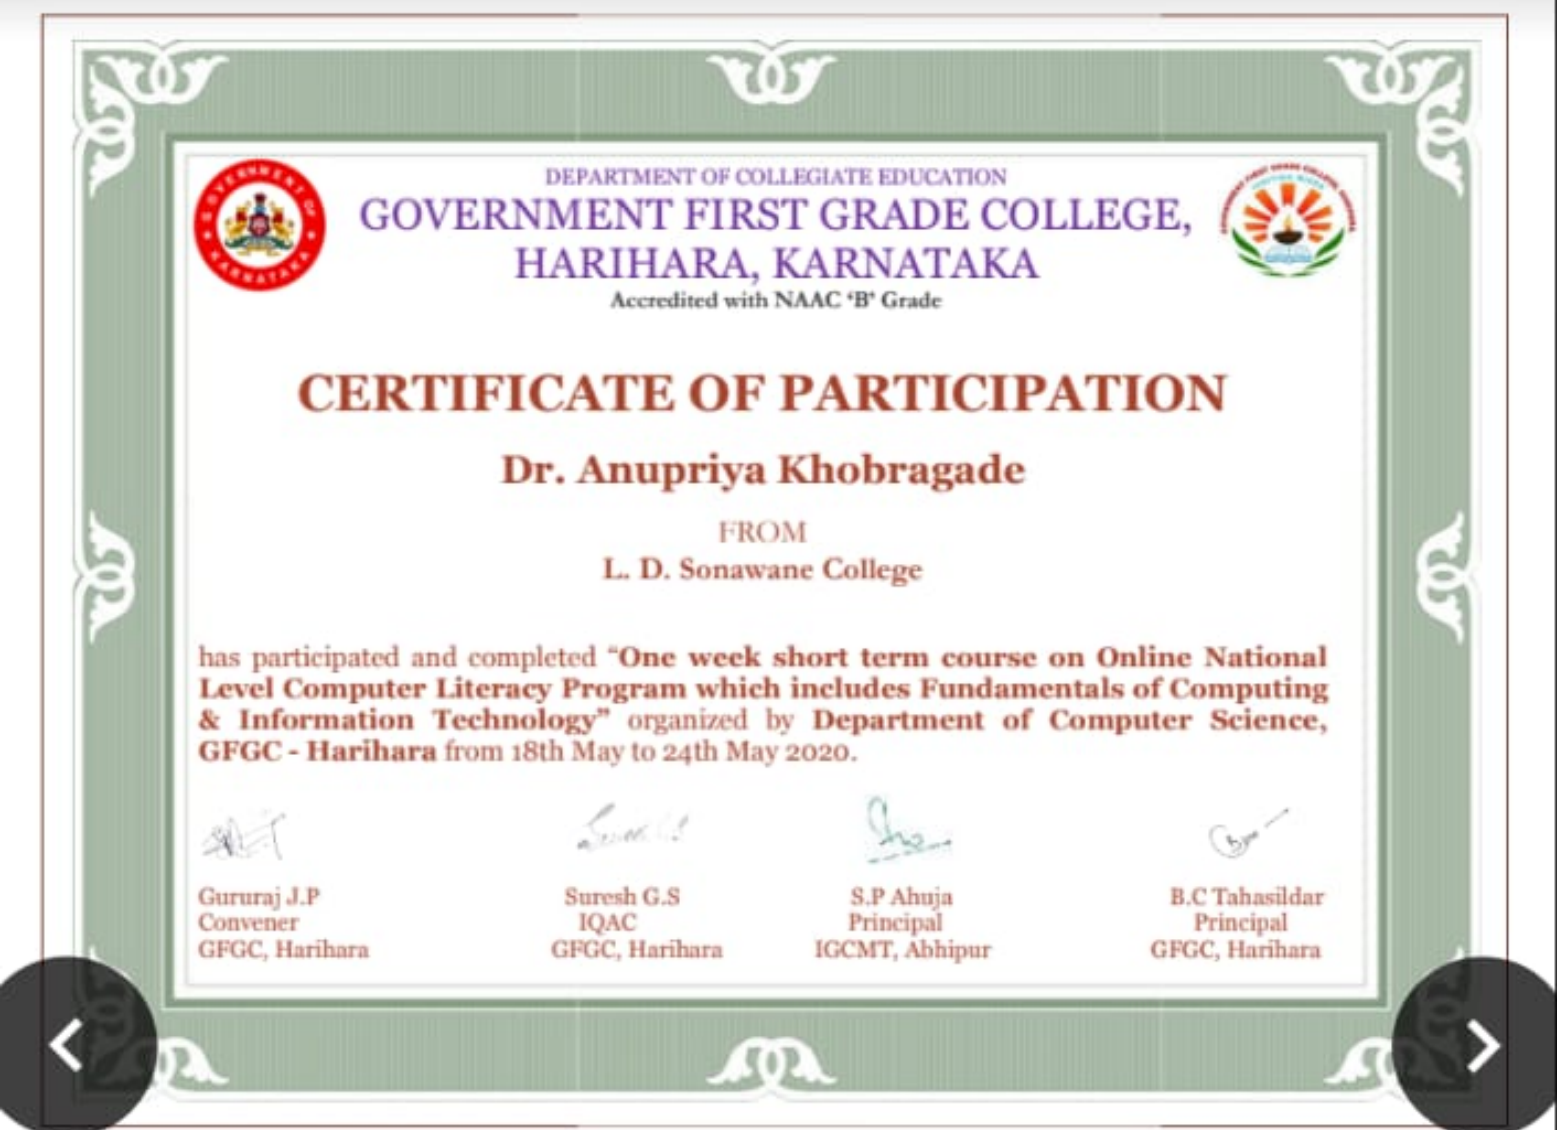 DEPARTMENT OF COLLEGIATE EDUCATION
GOVERNMENT FIRST GRADE COLLEGE,
HARIHARA, KARNATAKA
Accredited with NAAC 'B' Grade
GOVERNMENT OF
KARNATAKA
CERTIFICATE OF PARTICIPATION
Dr. Anupriya Khobragade
FROM
L. D. Sonawane College
has participated and completed “One week short term course on Online National
Level Computer Literacy Program which includes Fundamentals of Computing
& Information Technology” organized by Department of Computer Science,
GFGC - Harihara from 18th May to 24th May 2020.
Gururaj J.P
Convener
GFGC, Harihara
Suresh G.S
IQAC
GFGC, Harihara
S.P Ahuja
Principal
IGCMT, Abhipur
B.C Tahasildar
Principal
GFGC, Harihara